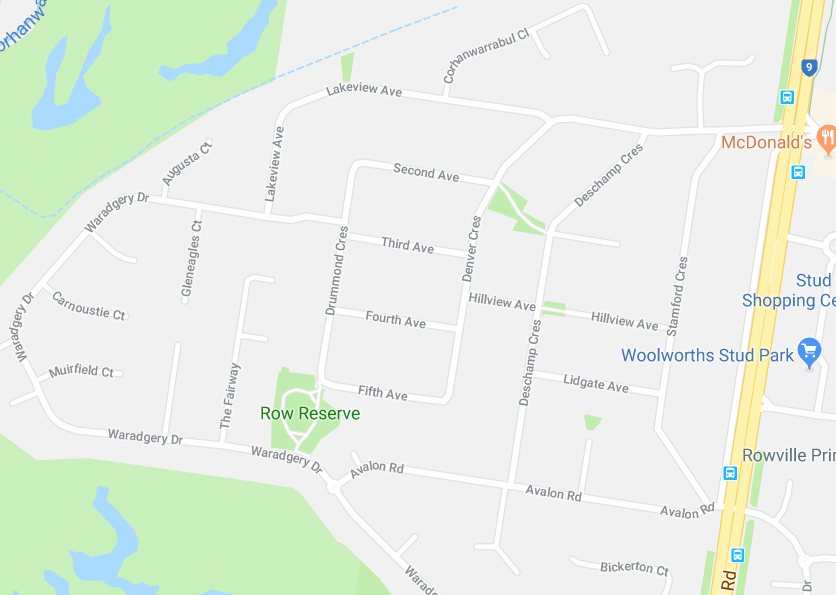 orhanwa
Corhanwarrabul Cl
9
Lakeview Ave
McDonald's
Lakeview Ave
Augusta Ct
Second Ave
Deschamp Cres
Waradgery Dr
Gleneagles Ct
Drummond Cres
Third Ave
Denver Cres
Stamford Cres
Stud
Shopping Ce
Waradgery Dr
Carnoustie Ct
Hillview Ave
Hillview Ave
Fourth Ave
Deschamp Cres
Woolworths Stud Park
Muirfield Ct
The Fairway
Lidgate Ave
Fifth Ave
Row Reserve
Waradgery Dr
Waradgery Dr
Avalon Rd
Rowville Prin
Avalon Rd
Avalon Rd
Bickerton Ct
Waradg
Rd
Dr